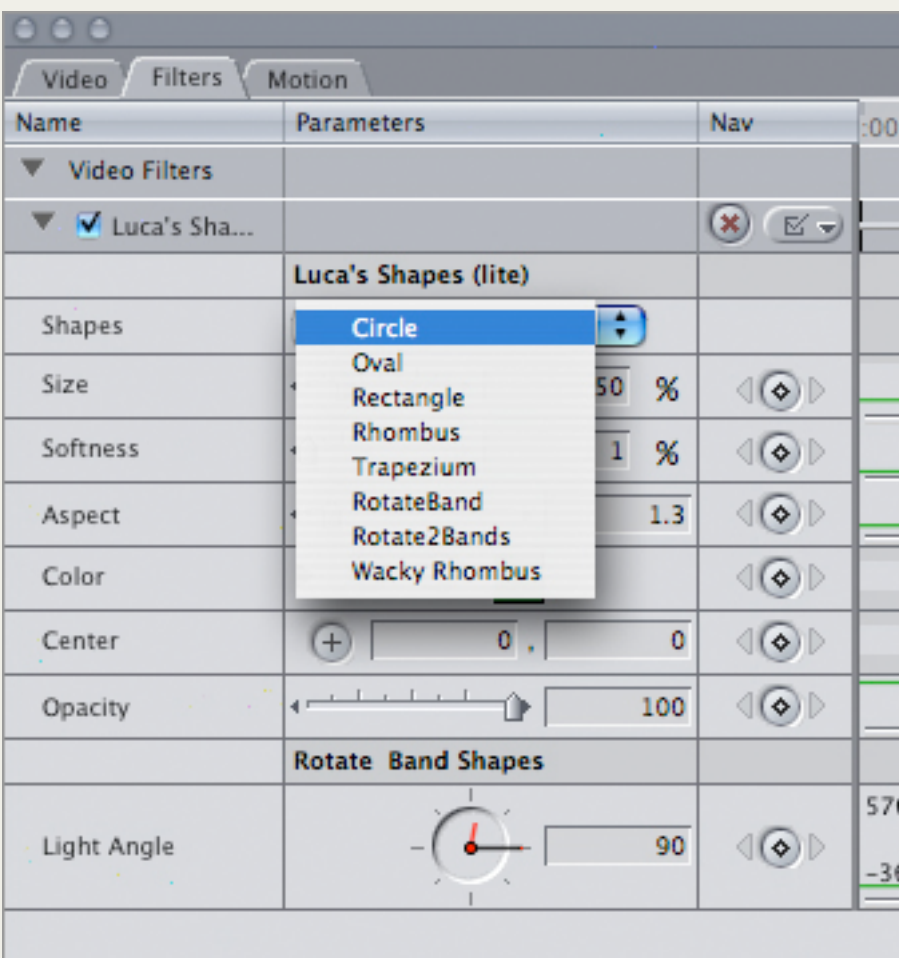 Video Filters Motion
Name Parameters Nav :00
Video Filters
Luca's Sha...
Luca's Shapes (lite)
Shapes
Circle
Oval
Rectangle
Rhombus
Trapezium
RotateBand
Rotate2Bands
Wacky Rhombus
Size 50 %
Softness 1 %
Aspect 1.3
Color
Center 0 , 0
Opacity 100
Rotate Band Shapes
Light Angle 90